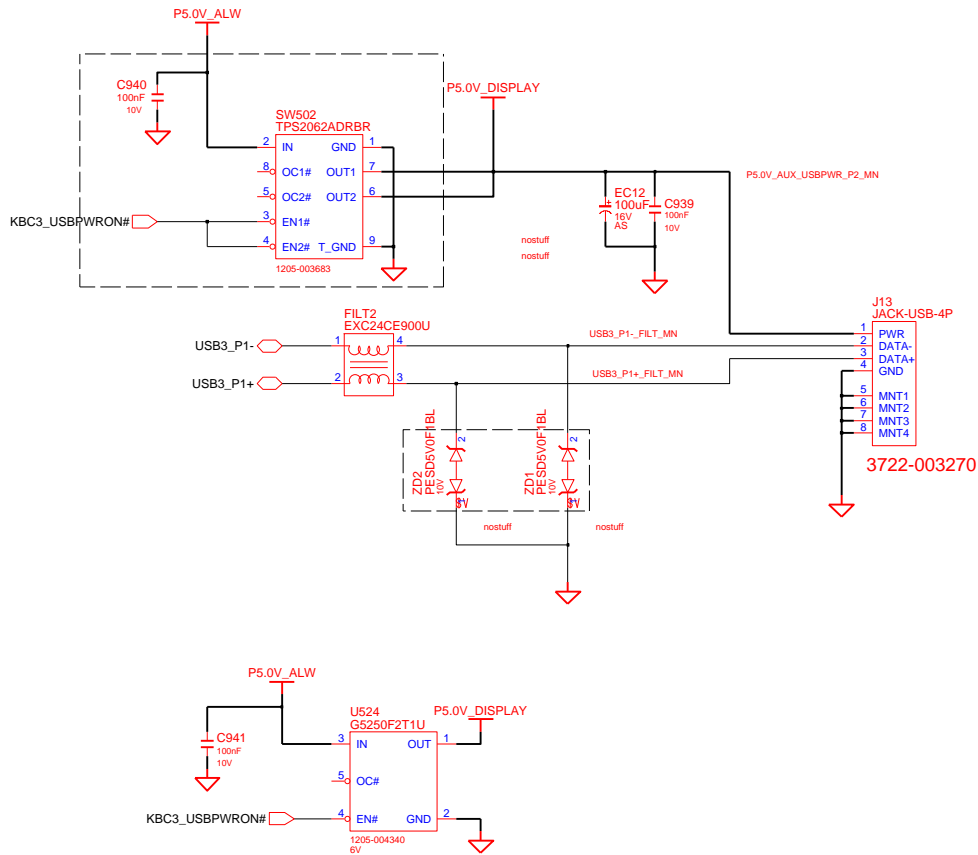 P5.0V_ALW
C940
100nF
10V
P5.0V_DISPLAY
SW502
TPS2062ADRBR
2 IN GND 1
8 OC1# OUT1 7
5 OC2# OUT2 6
3 EN1#
4 EN2# T_GND 9
1205-003683
KBC3_USBPWRON#
P5.0V_AUX_USBPWR_P2_MN
EC12
100uF
16V
AS
C939
100nF
10V
nostuff
nostuff
J13
JACK-USB-4P
1 PWR
2 DATA-
3 DATA+
4 GND
5 MNT1
6 MNT2
7 MNT3
8 MNT4
3722-003270
FILT2
EXC24CE900U
USB3_P1- 1 4 USB3_P1-_FILT_MN
USB3_P1+ 2 3 USB3_P1+_FILT_MN
ZD2
PESD5V0F1BL
10V
2
ZD1
PESD5V0F1BL
10V
2
nostuff
nostuff
P5.0V_ALW
C941
100nF
10V
U524
G5250F2T1U
P5.0V_DISPLAY
3 IN OUT 1
5 OC#
KBC3_USBPWRON# 4 EN# GND 2
1205-004340
6V